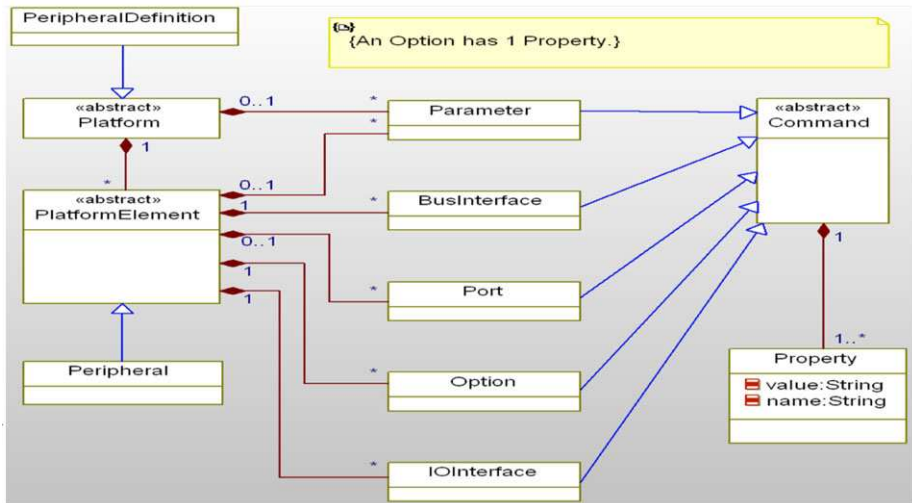 PeripheralDefinition
{An Option has 1 Property.}
«abstract»
Platform
0..1
*
Parameter
«abstract»
Command
1
*
*
«abstract»
PlatformElement
0..1
1
*
BusInterface
0..1
1
1
*
Port
1
1..*
Peripheral
*
Option
Property
value:String
name:String
*
IOInterface